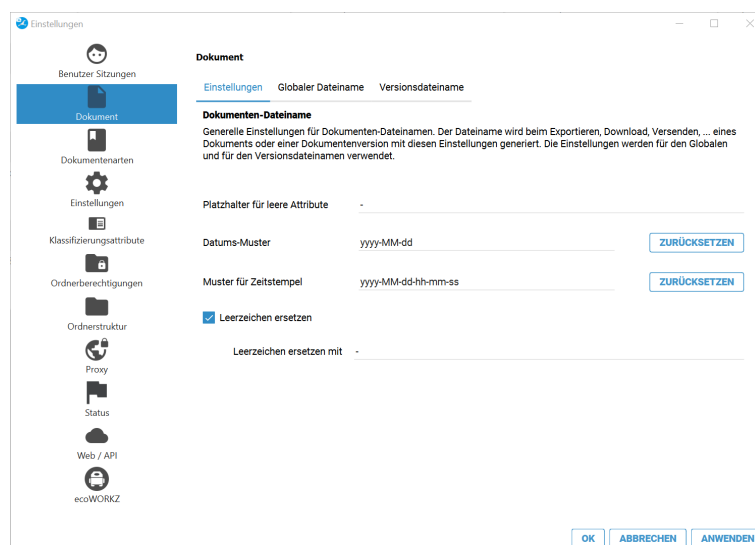 Einstellungen
Benutzer Sitzungen
Dokument
Dokumentenarten
Einstellungen
Klassifizierungsattribute
Ordnerberechtigungen
Ordnerstruktur
Proxy
Status
Web / API
ecoWORKZ
Dokument
Einstellungen Globaler Dateiname Versionsdateiname
Dokumenten-Dateiname
Generelle Einstellungen für Dokumenten-Dateinamen. Der Dateiname wird beim Exportieren, Download, Versenden, ... eines
Dokuments oder einer Dokumentenversion mit diesen Einstellungen generiert. Die Einstellungen werden für den Globalen
und für den Versionsdateinamen verwendet.
Platzhalter für leere Attribute -
Datums-Muster yyyy-MM-dd ZURÜCKSETZEN
Muster für Zeitstempel yyyy-MM-dd-hh-mm-ss ZURÜCKSETZEN
Leerzeichen ersetzen
Leerzeichen ersetzen mit -
OK ABBRECHEN ANWENDEN